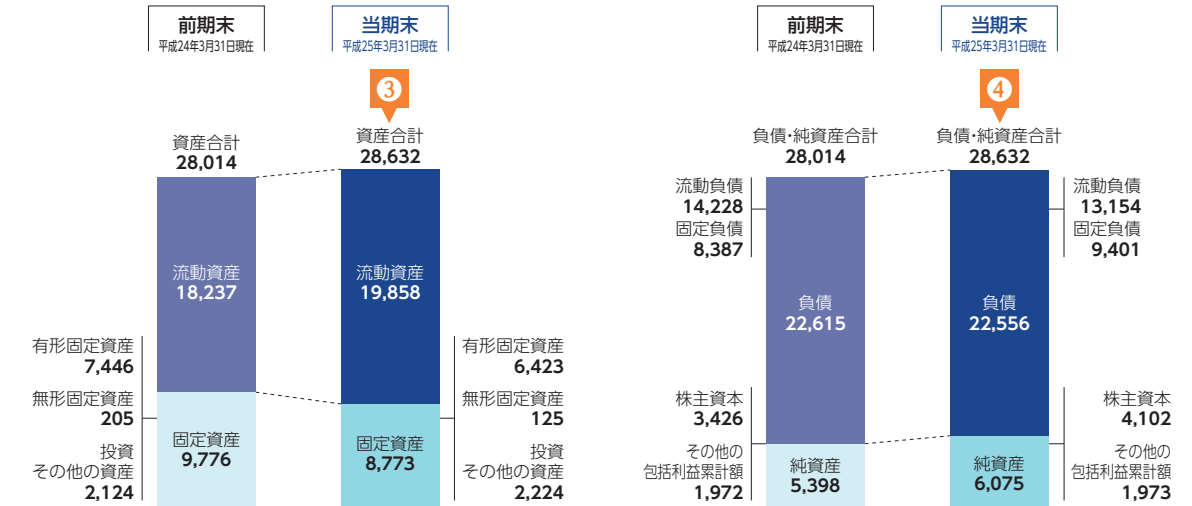 前期末
平成24年3月31日現在
当期末
平成25年3月31日現在
3
資産合計
28,014
資産合計
28,632
流動資産
18,237
流動資産
19,858
有形固定資産
7,446
無形固定資産
205
投資
その他の資産
2,124
固定資産
9,776
固定資産
8,773
有形固定資産
6,423
無形固定資産
125
投資
その他の資産
2,224
前期末
平成24年3月31日現在
当期末
平成25年3月31日現在
4
負債・純資産合計
28,014
負債・純資産合計
28,632
流動負債
14,228
固定負債
8,387
流動負債
13,154
固定負債
9,401
負債
22,615
負債
22,556
株主資本
3,426
その他の
包括利益累計額
1,972
純資産
5,398
純資産
6,075
株主資本
4,102
その他の
包括利益累計額
1,973